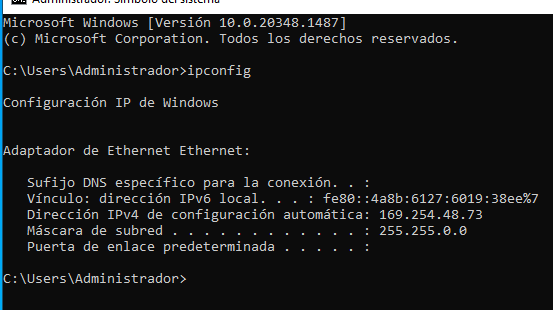 Administrador: Símbolo del sistema
Microsoft Windows [Versión 10.0.20348.1487]
(c) Microsoft Corporation. Todos los derechos reservados.
C:\Users\Administrador>ipconfig
Configuración IP de Windows
Adaptador de Ethernet Ethernet:
Sufijo DNS específico para la conexión. . :
Vínculo: dirección IPv6 local. . . : fe80::4a8b:6127:6019:38ee%7
Dirección IPv4 de configuración automática: 169.254.48.73
Máscara de subred . . . . . . . . . . . . : 255.255.0.0
Puerta de enlace predeterminada . . . . . :
C:\Users\Administrador>